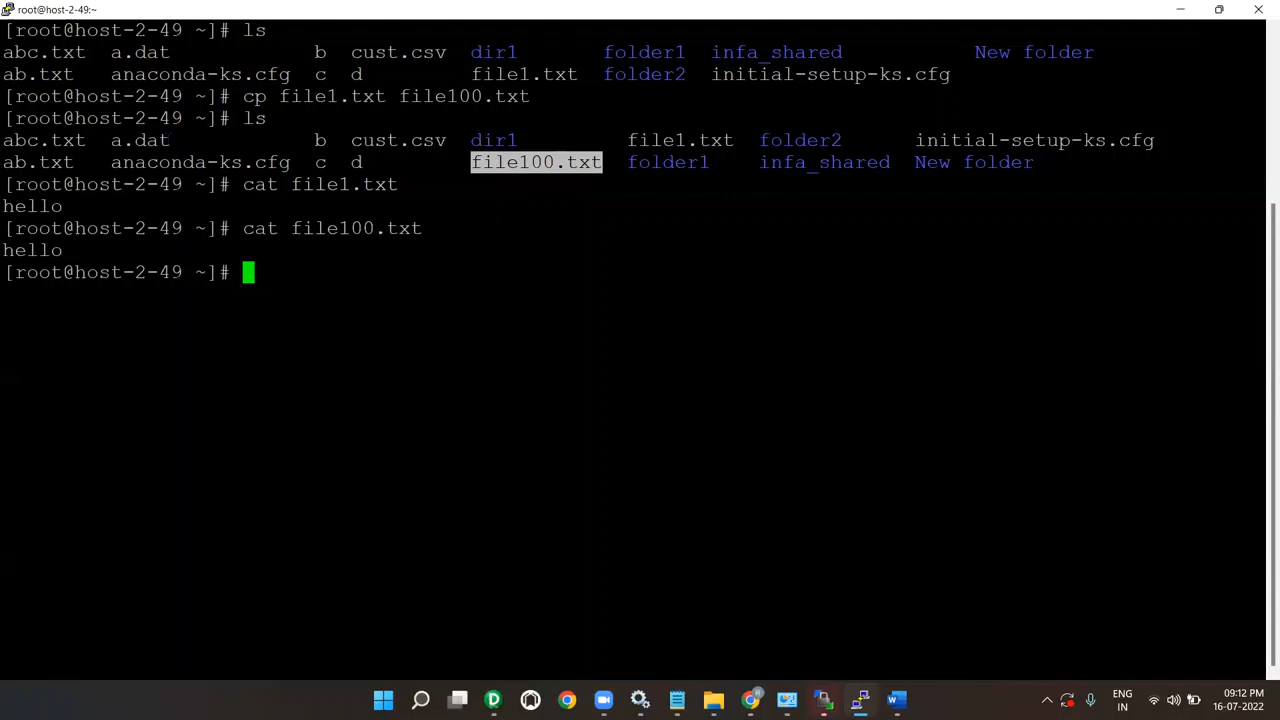 root@host-2-49:~
[root@host-2-49 ~]# ls
abc.txt  a.dat            b  cust.csv  dir1       folder1  infa_shared           New folder
ab.txt   anaconda-ks.cfg  c  d         file1.txt  folder2  initial-setup-ks.cfg
[root@host-2-49 ~]# cp file1.txt file100.txt
[root@host-2-49 ~]# ls
abc.txt  a.dat            b  cust.csv  dir1         file1.txt  folder2      initial-setup-ks.cfg
ab.txt   anaconda-ks.cfg  c  d         file100.txt  folder1    infa_shared  New folder
[root@host-2-49 ~]# cat file1.txt
hello
[root@host-2-49 ~]# cat file100.txt
hello
[root@host-2-49 ~]#
ENG
IN
09:12 PM
16-07-2022